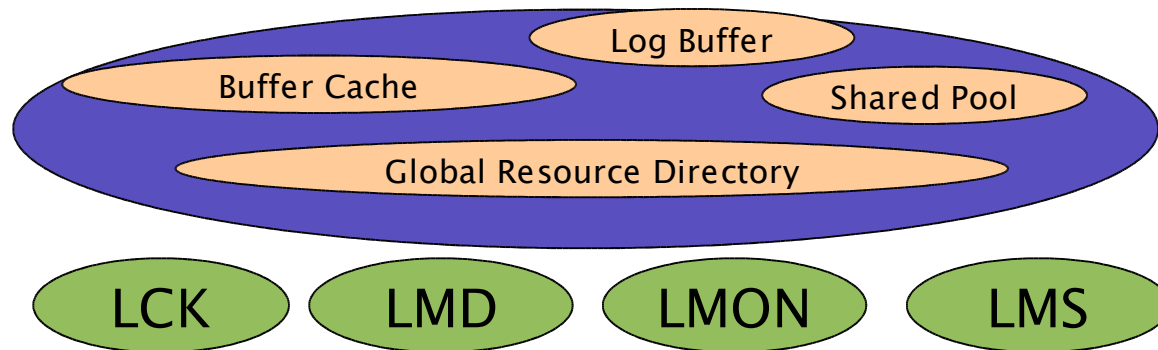 Log Buffer
Buffer Cache
Shared Pool
Global Resource Directory
LCK LMD LMON LMS